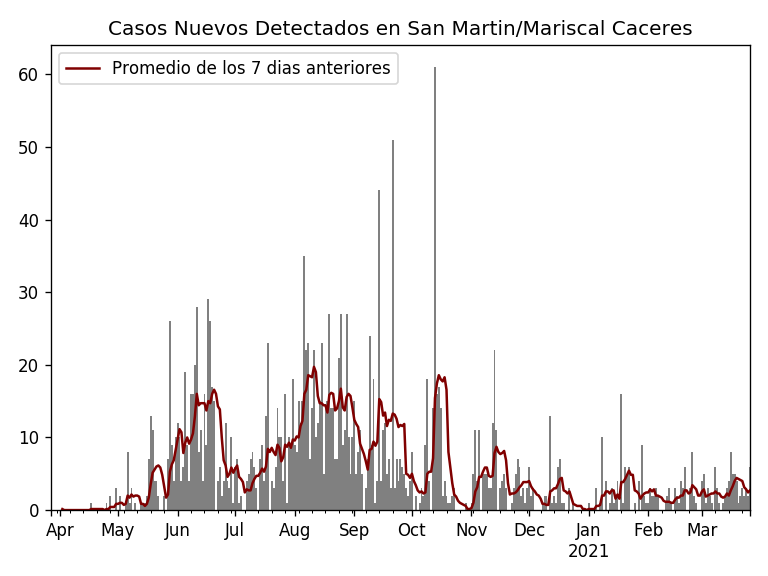 Casos Nuevos Detectados en San Martin/Mariscal Caceres
Promedio de los 7 dias anteriores
60
50
40
30
20
10
0
Apr May Jun Jul Aug Sep Oct Nov Dec Jan Feb Mar
2021